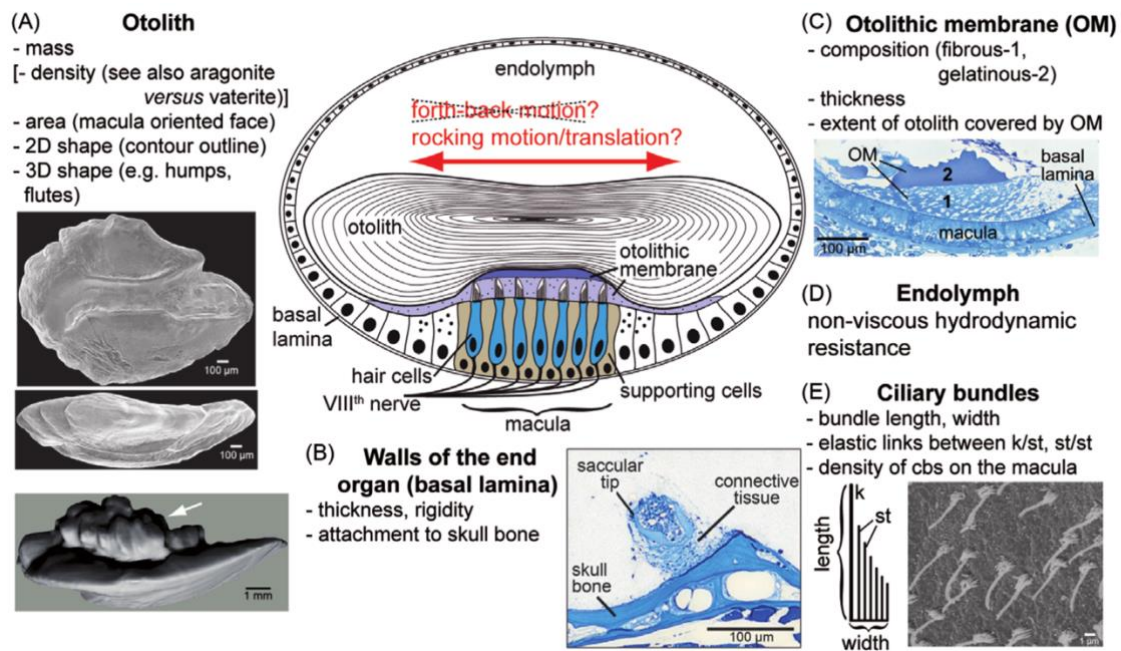 (A) Otolith
- mass
[- density (see also aragonite
versus vaterite)]
- area (macula oriented face)
- 2D shape (contour outline)
- 3D shape (e.g. humps,
flutes)
100 µm
100 µm
1 mm
endolymph
forth-back motion?
rocking motion/translation?
otolith
otolithic
membrane
basal
lamina
hair cells
VIIIth nerve
supporting cells
macula
(B) Walls of the end
organ (basal lamina)
- thickness, rigidity
- attachment to skull bone
saccular
tip
connective
tissue
skull
bone
100 µm
(C) Otolithic membrane (OM)
- composition (fibrous-1,
gelatinous-2)
- thickness
- extent of otolith covered by OM
OM
2
basal
lamina
1
macula
100 µm
(D) Endolymph
non-viscous hydrodynamic
resistance
(E) Ciliary bundles
- bundle length, width
- elastic links between k/st, st/st
- density of cbs on the macula
k
st
length
width
1 µm